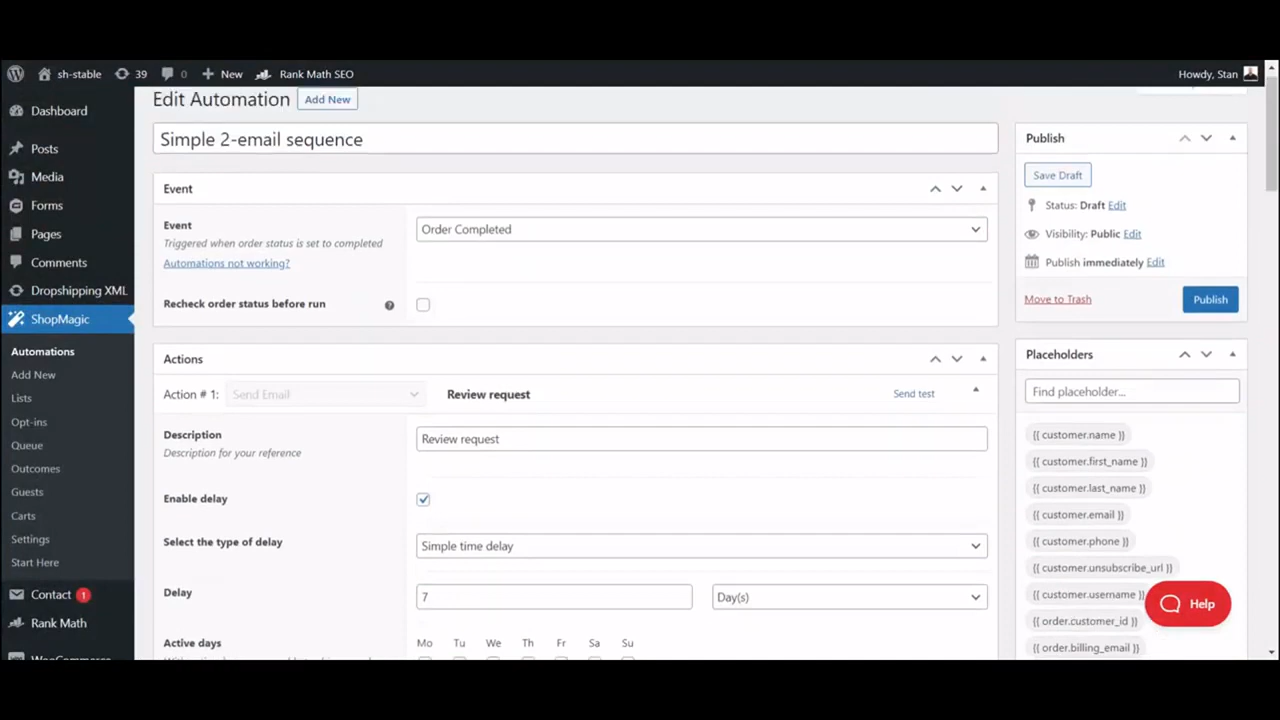 sh-stable 39 0 New Rank Math SEO Howdy, Stan
Dashboard
Posts
Media
Forms
Pages
Comments
Dropshipping XML
ShopMagic
Automations
Add New
Lists
Opt-ins
Queue
Outcomes
Guests
Carts
Settings
Start Here
Contact 1
Rank Math
WooCommerce
Edit Automation Add New
Simple 2-email sequence
Event
Event
Triggered when order status is set to completed
Automations not working?
Order Completed
Recheck order status before run
Actions
Action # 1: Send Email Review request Send test
Description
Description for your reference
Review request
Enable delay
Select the type of delay
Simple time delay
Delay
7 Day(s)
Active days
Mo Tu We Th Fr Sa Su
Publish
Save Draft
Status: Draft Edit
Visibility: Public Edit
Publish immediately Edit
Move to Trash Publish
Placeholders
Find placeholder...
{{ customer.name }}
{{ customer.first_name }}
{{ customer.last_name }}
{{ customer.email }}
{{ customer.phone }}
{{ customer.unsubscribe_url }}
{{ customer.username }}
{{ order.customer_id }}
{{ order.billing_email }}
Help